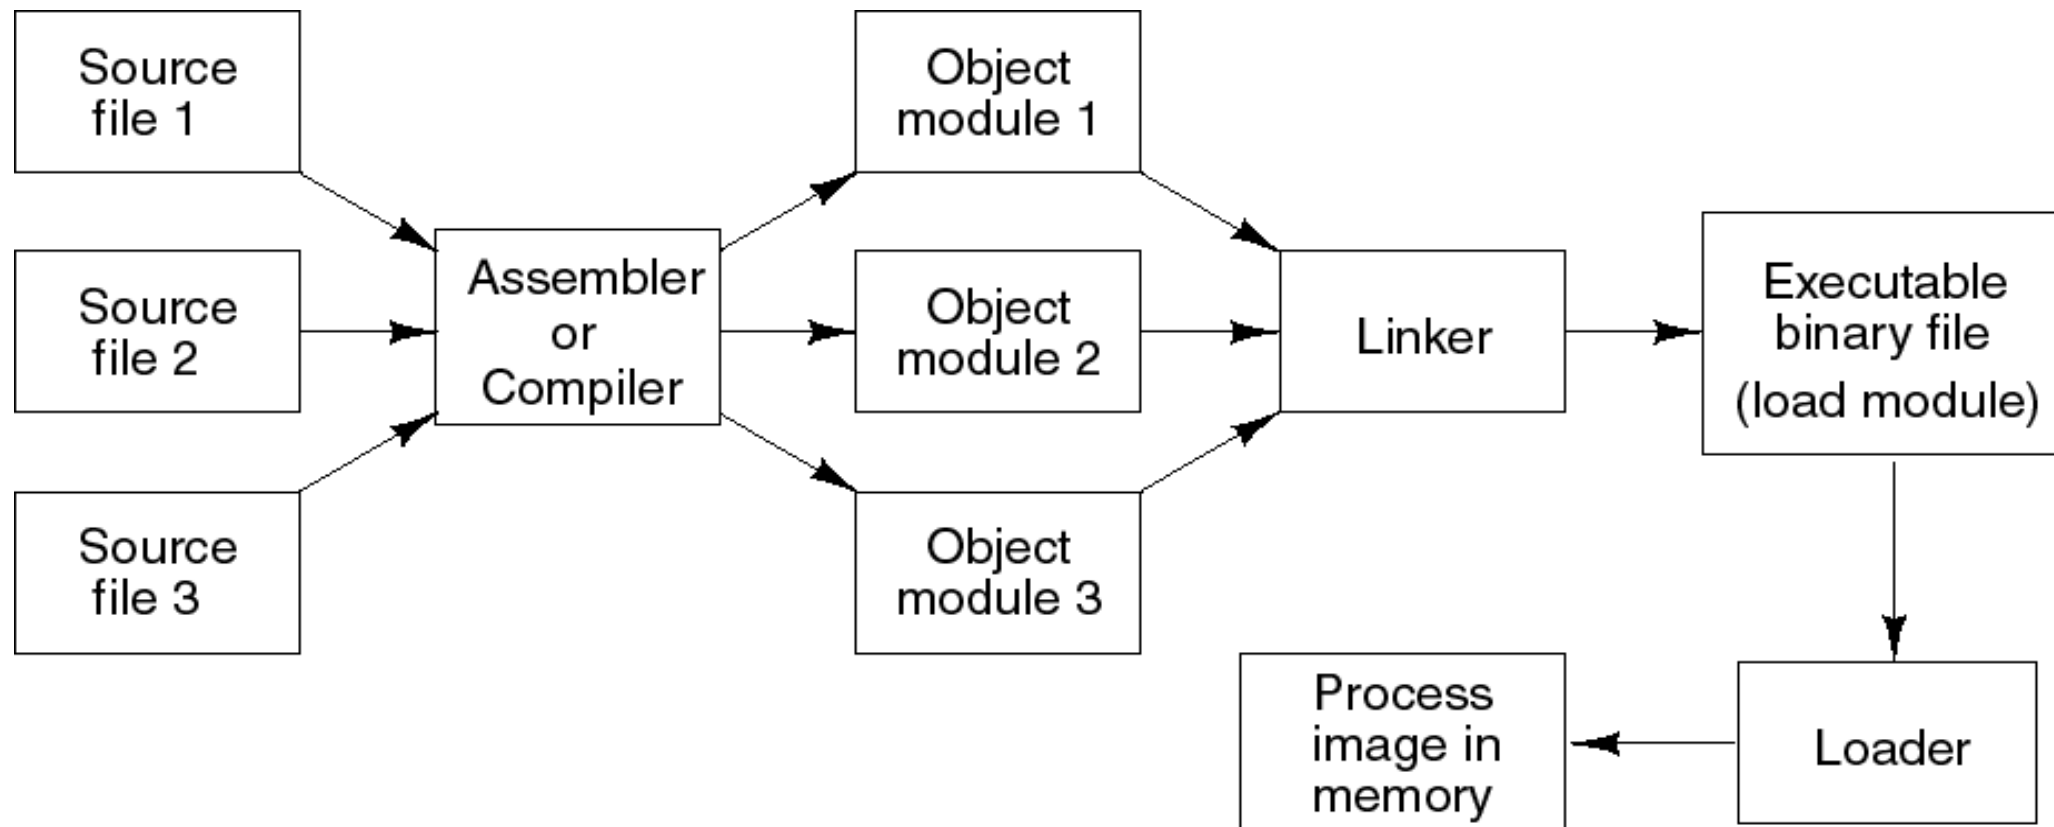 Source
file 1
Object
module 1
Source
file 2
Assembler
or
Compiler
Object
module 2
Linker
Executable
binary file
(load module)
Source
file 3
Object
module 3
Process
image in
memory
Loader